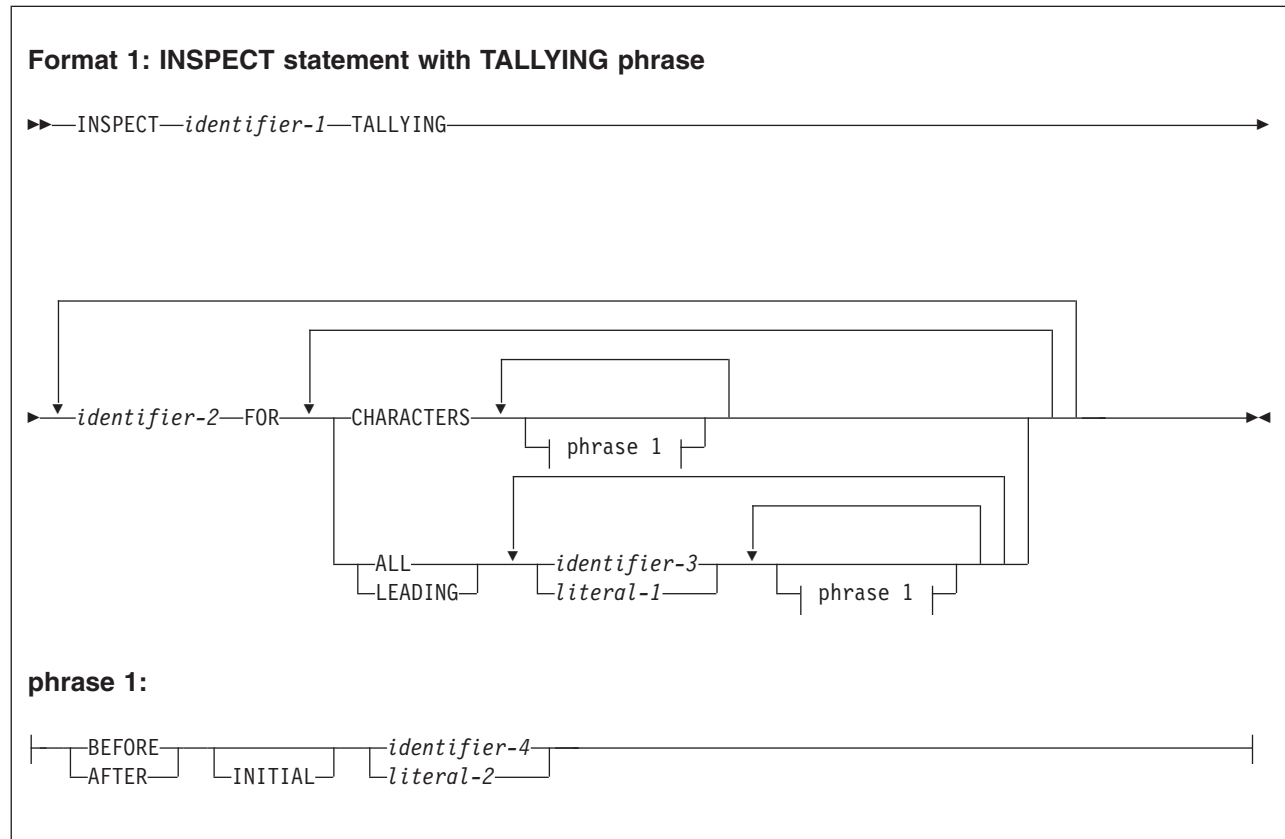 Format 1: INSPECT statement with TALLYING phrase
INSPECT identifier-1 TALLYING
identifier-2 FOR CHARACTERS
phrase 1
ALL identifier-3
LEADING literal-1 phrase 1
phrase 1:
BEFORE identifier-4
AFTER INITIAL literal-2